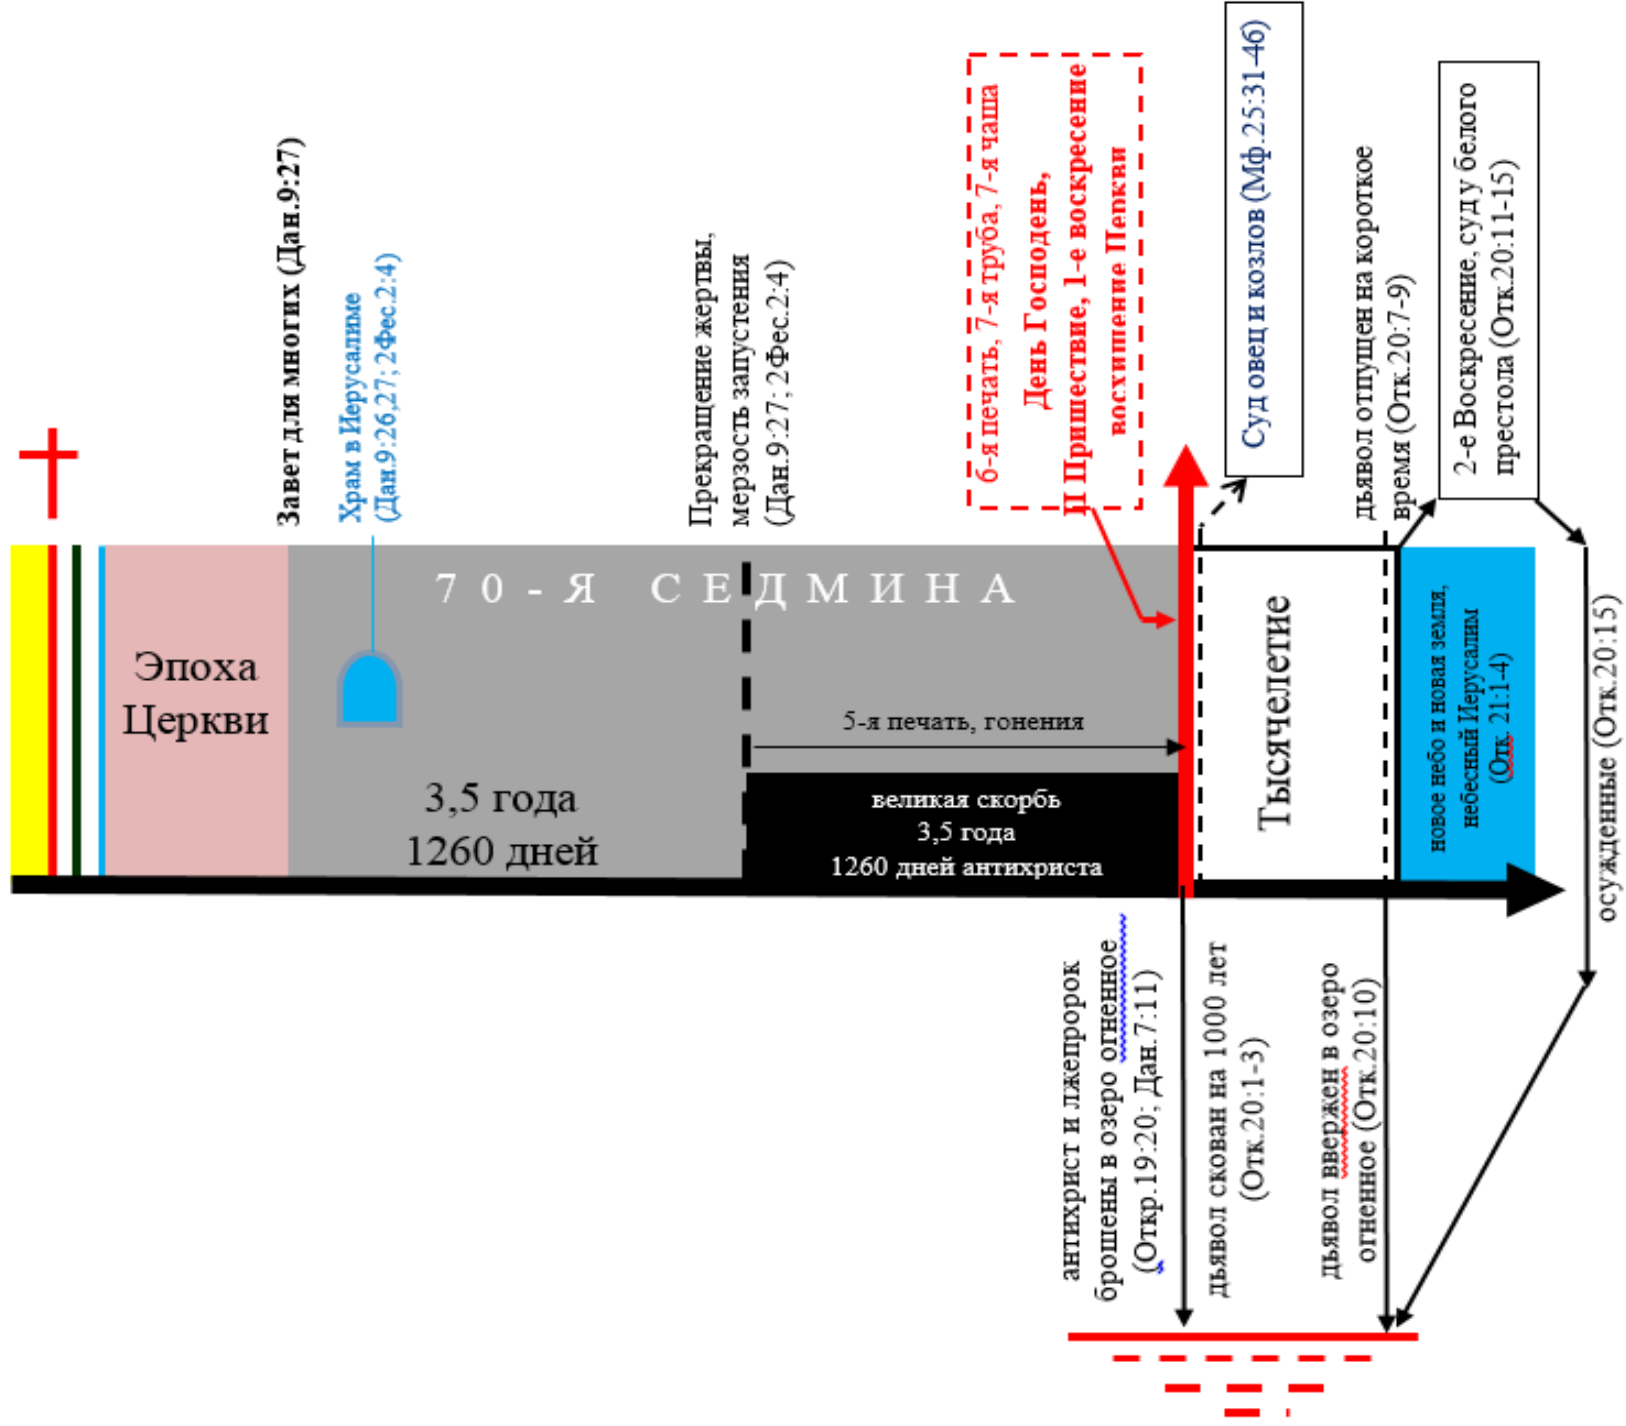 Завет для многих (Дан.9:27)
Храм в Иерусалиме
(Дан.9:26,27; 2Фес.2:4)
Прекращение жертвы,
мерзость запустения
(Дан.9:27; 2Фес.2:4)
6-я печать, 7-я труба, 7-я чаша
День Господень,
II Пришествие, 1-е воскресение
восхищение Церкви
Суд овец и козлов (Мф.25:31-46)
дьявол отпущен на короткое
время (Отк.20:7-9)
2-е Воскресение, суд у белого
престола (Отк.20:11-15)
70-Я СЕДМИНА
Эпоха
Церкви
3,5 года
1260 дней
5-я печать, гонения
великая скорбь
3,5 года
1260 дней антихриста
Тысячелетие
новое небо и новая земля,
небесный Иерусалим
(Отк. 21:1-4)
осужденные (Отк.20:15)
антихрист и лжепророк
брошены в озеро огненное
(Откр.19:20; Дан.7:11)
дьявол скован на 1000 лет
(Отк.20:1-3)
дьявол ввержен в озеро
огненное (Отк.20:10)